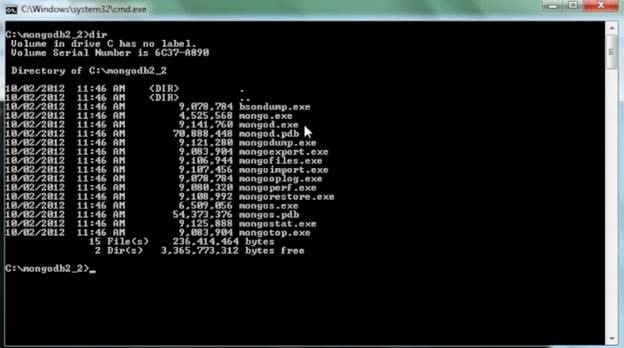 C:\Windows\system32\cmd.exe
C:\mongodb2_2>dir
Volume in drive C has no label.
Volume Serial Number is 6C37-A890
Directory of C:\mongodb2_2
10/02/2012 11:46 AM <DIR> .
10/02/2012 11:46 AM <DIR> ..
10/02/2012 11:46 AM 9,078,784 bsondump.exe
10/02/2012 11:46 AM 4,525,568 mongo.exe
10/02/2012 11:46 AM 9,141,760 mongod.exe
10/02/2012 11:46 AM 70,888,448 mongod.pdb
10/02/2012 11:46 AM 9,121,280 mongodump.exe
10/02/2012 11:46 AM 9,083,904 mongoexport.exe
10/02/2012 11:46 AM 9,106,944 mongofiles.exe
10/02/2012 11:46 AM 9,107,456 mongoimport.exe
10/02/2012 11:46 AM 9,078,784 mongooplog.exe
10/02/2012 11:46 AM 9,080,320 mongoperf.exe
10/02/2012 11:46 AM 9,108,992 mongorestore.exe
10/02/2012 11:46 AM 6,509,056 mongos.exe
10/02/2012 11:46 AM 54,373,376 mongos.pdb
10/02/2012 11:46 AM 9,125,888 mongostat.exe
10/02/2012 11:46 AM 9,083,904 mongotop.exe
15 File(s) 236,414,464 bytes
2 Dir(s) 3,365,773,312 bytes free
C:\mongodb2_2>_